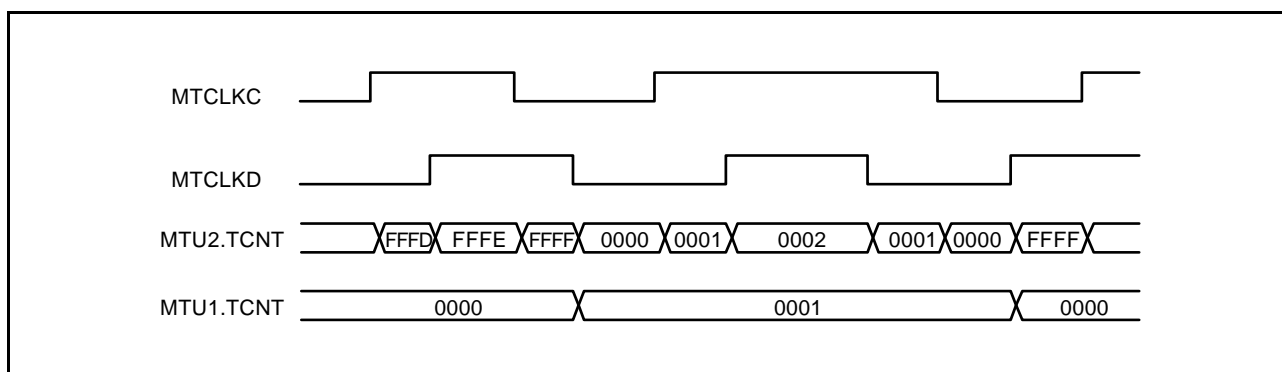 MTCLKC
MTCLKD
MTU2.TCNT FFFD FFFE FFFF 0000 0001 0002 0001 0000 FFFF
MTU1.TCNT 0000 0001 0000